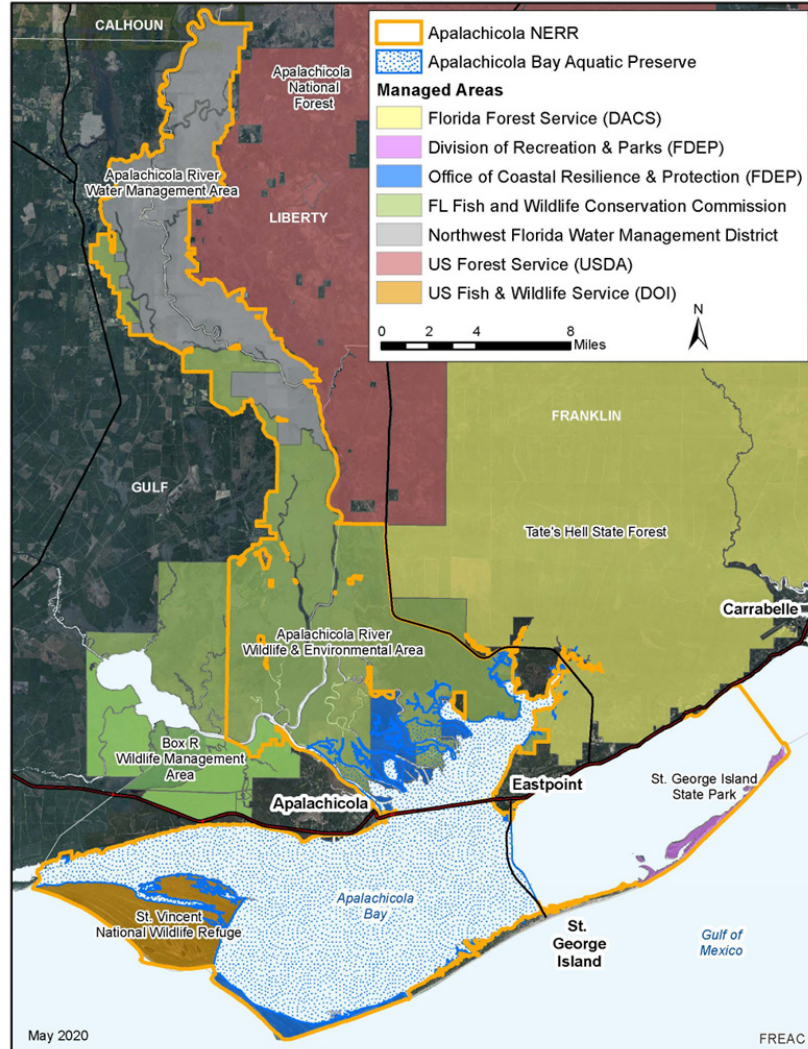 CALHOUN
Apalachicola
National
Forest
Apalachicola River
Water Management Area
LIBERTY
Apalachicola NERR
Apalachicola Bay Aquatic Preserve
Managed Areas
Florida Forest Service (DACS)
Division of Recreation & Parks (FDEP)
Office of Coastal Resilience & Protection (FDEP)
FL Fish and Wildlife Conservation Commission
Northwest Florida Water Management District
US Forest Service (USDA)
US Fish & Wildlife Service (DOI)
N
0 2 4 8
Miles
FRANKLIN
GULF
Tate's Hell State Forest
Carrabelle
Apalachicola River
Wildlife & Environmental Area
Box R
Wildlife Management
Area
Apalachicola
Eastpoint
St. George Island
State Park
St. Vincent
National Wildlife Refuge
Apalachicola
Bay
St.
George
Island
Gulf of
Mexico
May 2020
FREAC